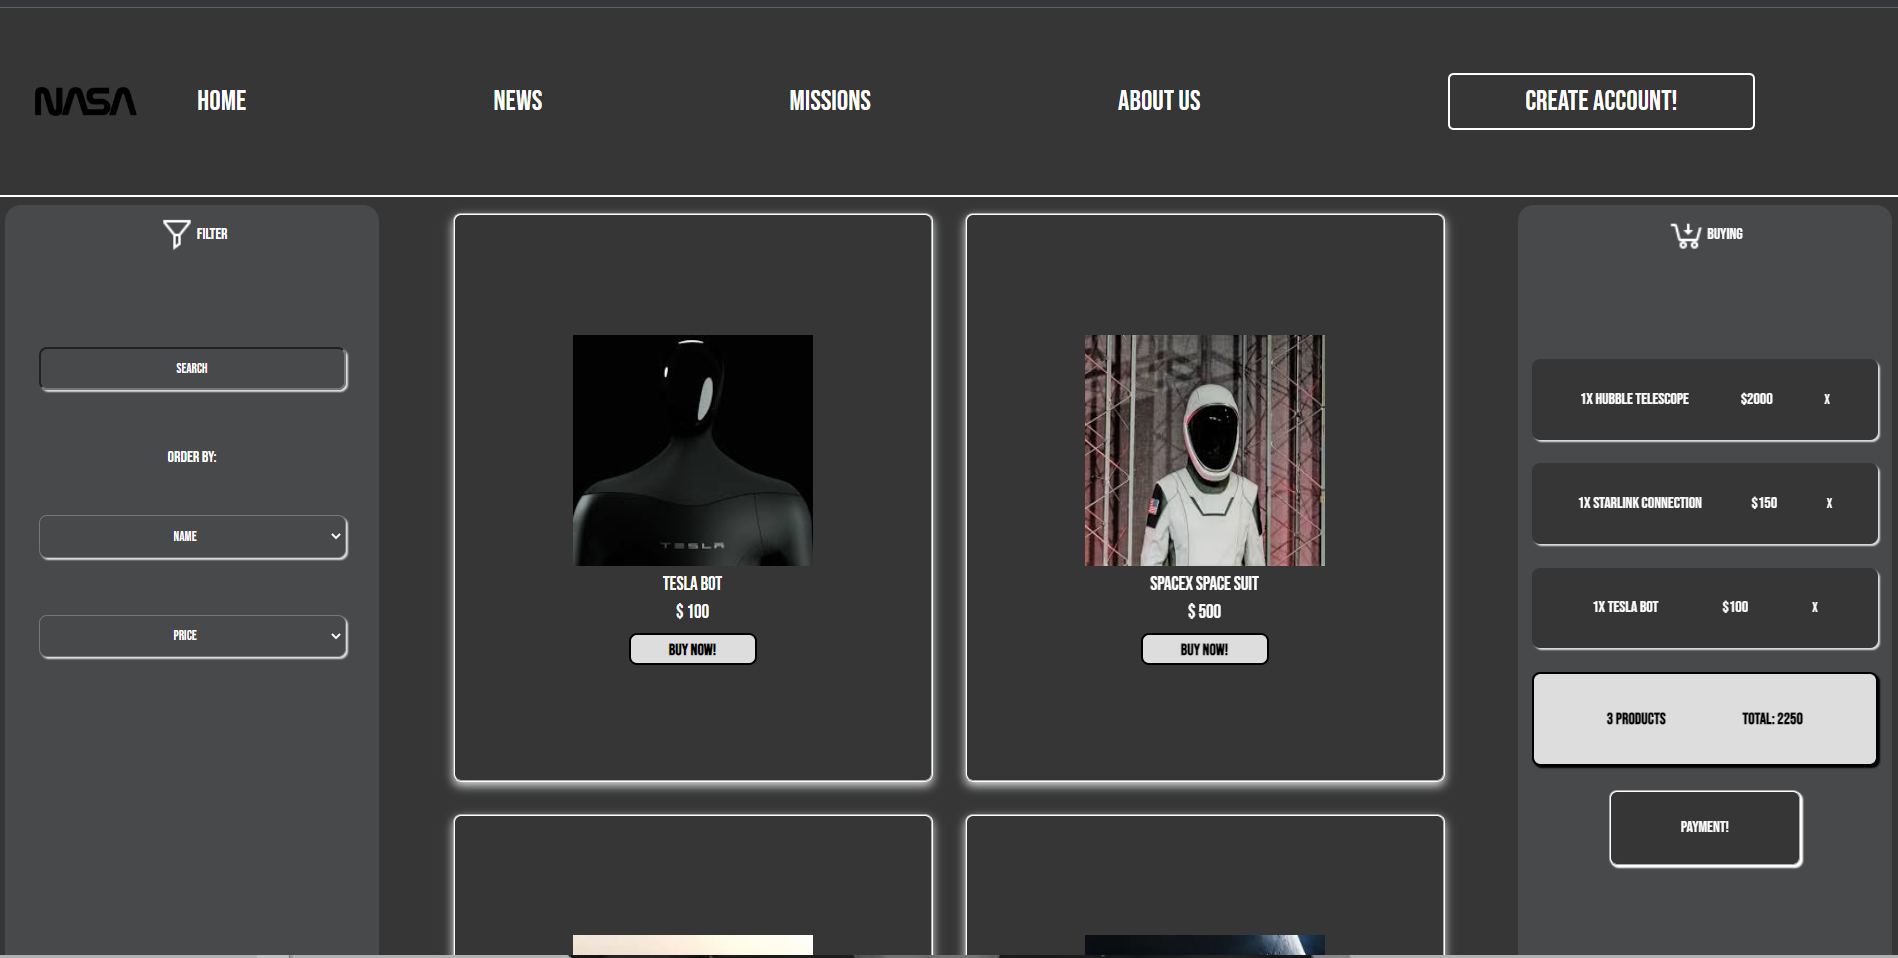 NASA
HOME
NEWS
MISSIONS
ABOUT US
CREATE ACCOUNT!
FILTER
SEARCH
ORDER BY:
NAME
PRICE
TESLA
TESLA BOT
$ 100
BUY NOW!
SPACEX SPACE SUIT
$ 500
BUY NOW!
BUYING
1X HUBBLE TELESCOPE $2000 X
1X STARLINK CONNECTION $150 X
1X TESLA BOT $100 X
3 PRODUCTS TOTAL: 2250
PAYMENT!